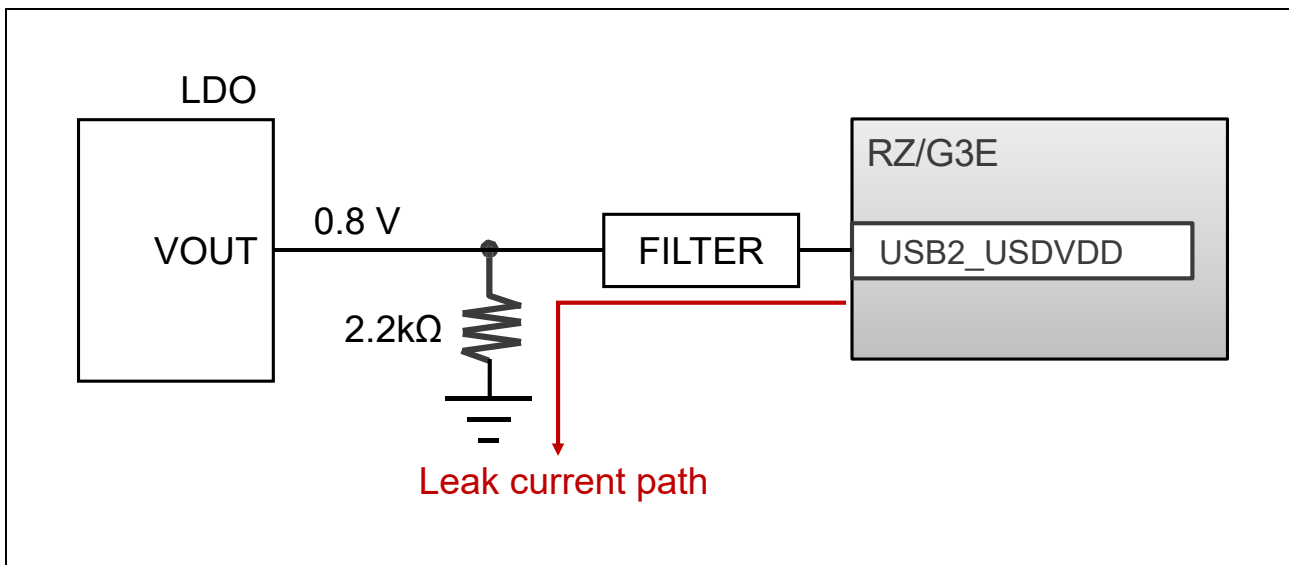 LDO
RZ/G3E
0.8 V
VOUT
FILTER
USB2_USDVDD
2.2kΩ
Leak current path